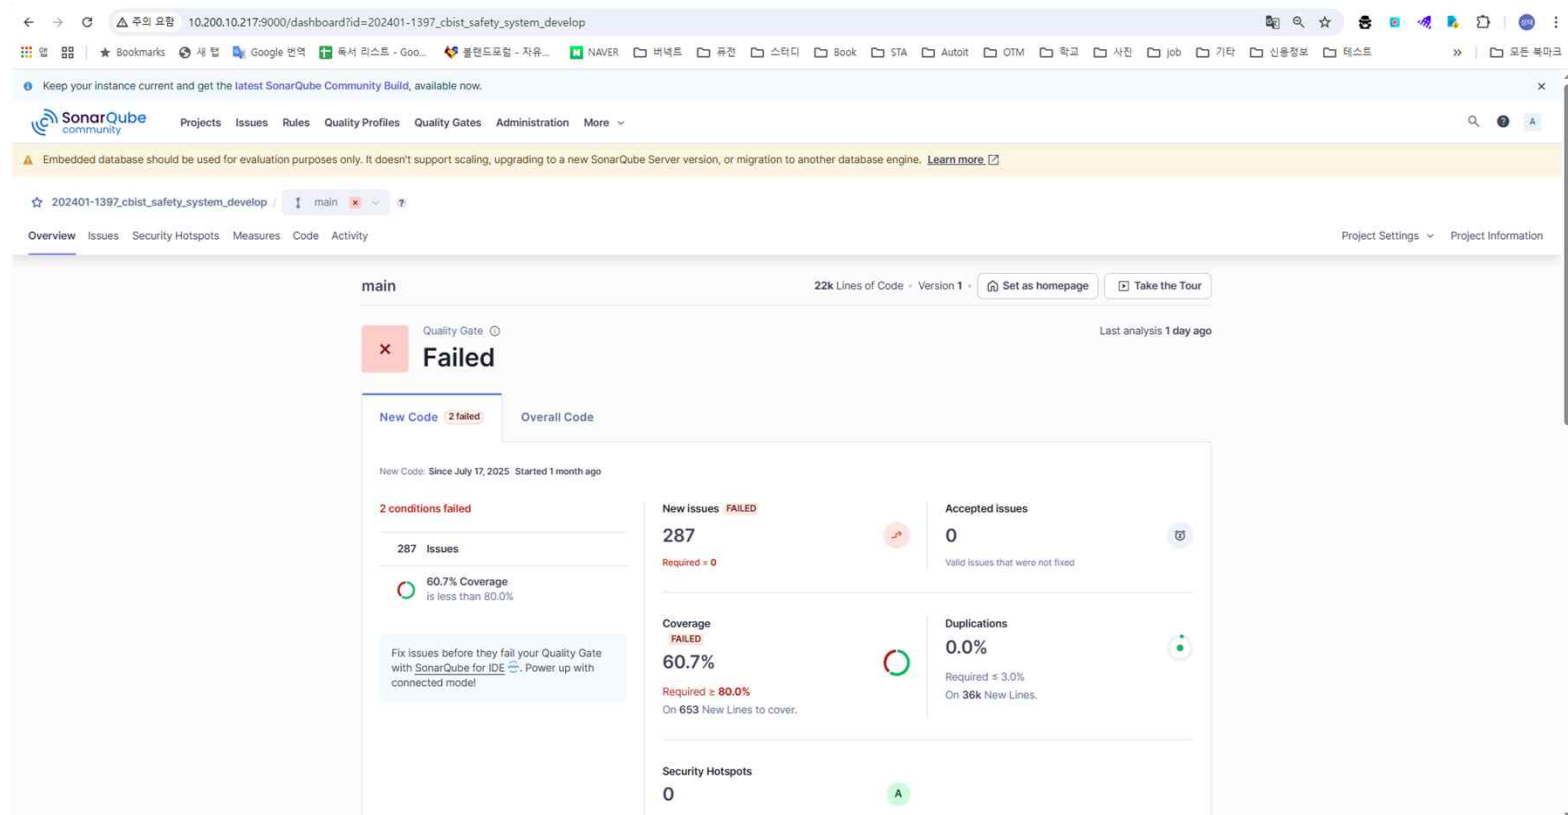 주의 요함 10.200.10.217:9000/dashboard?id=202401-1397_cbist_safety_system_develop
앱 Bookmarks 새 탭 Google 번역 독서 리스트 - Goo... 볼랜드포럼 - 자유... NAVER 버넥트 퓨전 스터디 Book STA Autoit OTM 학교 사진 job 기타 신용정보 테스트 » 모든 북마크
Keep your instance current and get the latest SonarQube Community Build, available now.
SonarQube community Projects Issues Rules Quality Profiles Quality Gates Administration More A
Embedded database should be used for evaluation purposes only. It doesn't support scaling, upgrading to a new SonarQube Server version, or migration to another database engine. Learn more
202401-1397_cbist_safety_system_develop / main ?
Overview Issues Security Hotspots Measures Code Activity Project Settings Project Information
main 22k Lines of Code • Version 1 • Set as homepage Take the Tour
Quality Gate
Failed
Last analysis 1 day ago
New Code 2 failed Overall Code
New Code: Since July 17, 2025 Started 1 month ago
2 conditions failed
287 Issues
60.7% Coverage
is less than 80.0%
Fix issues before they fail your Quality Gate
with SonarQube for IDE. Power up with
connected mode!
New issues FAILED
287
Required = 0
Accepted issues
0
Valid issues that were not fixed
Coverage
FAILED
60.7%
Required ≥ 80.0%
On 653 New Lines to cover.
Duplications
0.0%
Required ≤ 3.0%
On 36k New Lines.
Security Hotspots
0
A